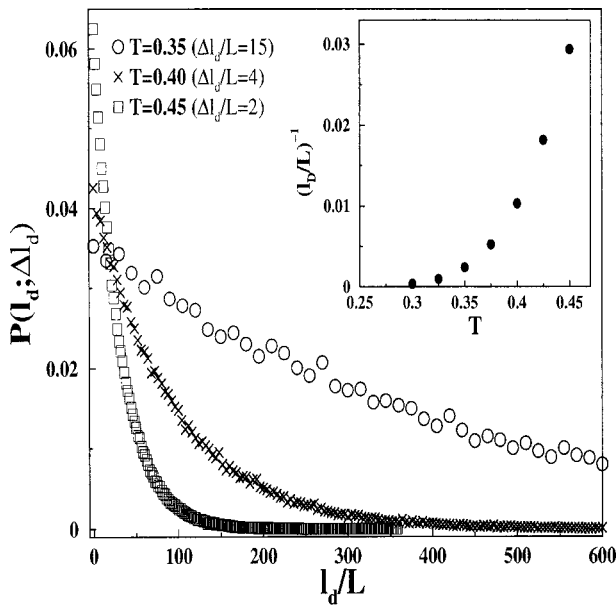 0.06
T=0.35 (Δl_d/L=15)
T=0.40 (Δl_d/L=4)
T=0.45 (Δl_d/L=2)
0.04
0.02
0
P(l_d;Δl_d)
0 100 200 300 400 500 600
l_d/L
0.03
0.02
0.01
0
(l_D/L)⁻¹
0.25 0.3 0.35 0.4 0.45
T